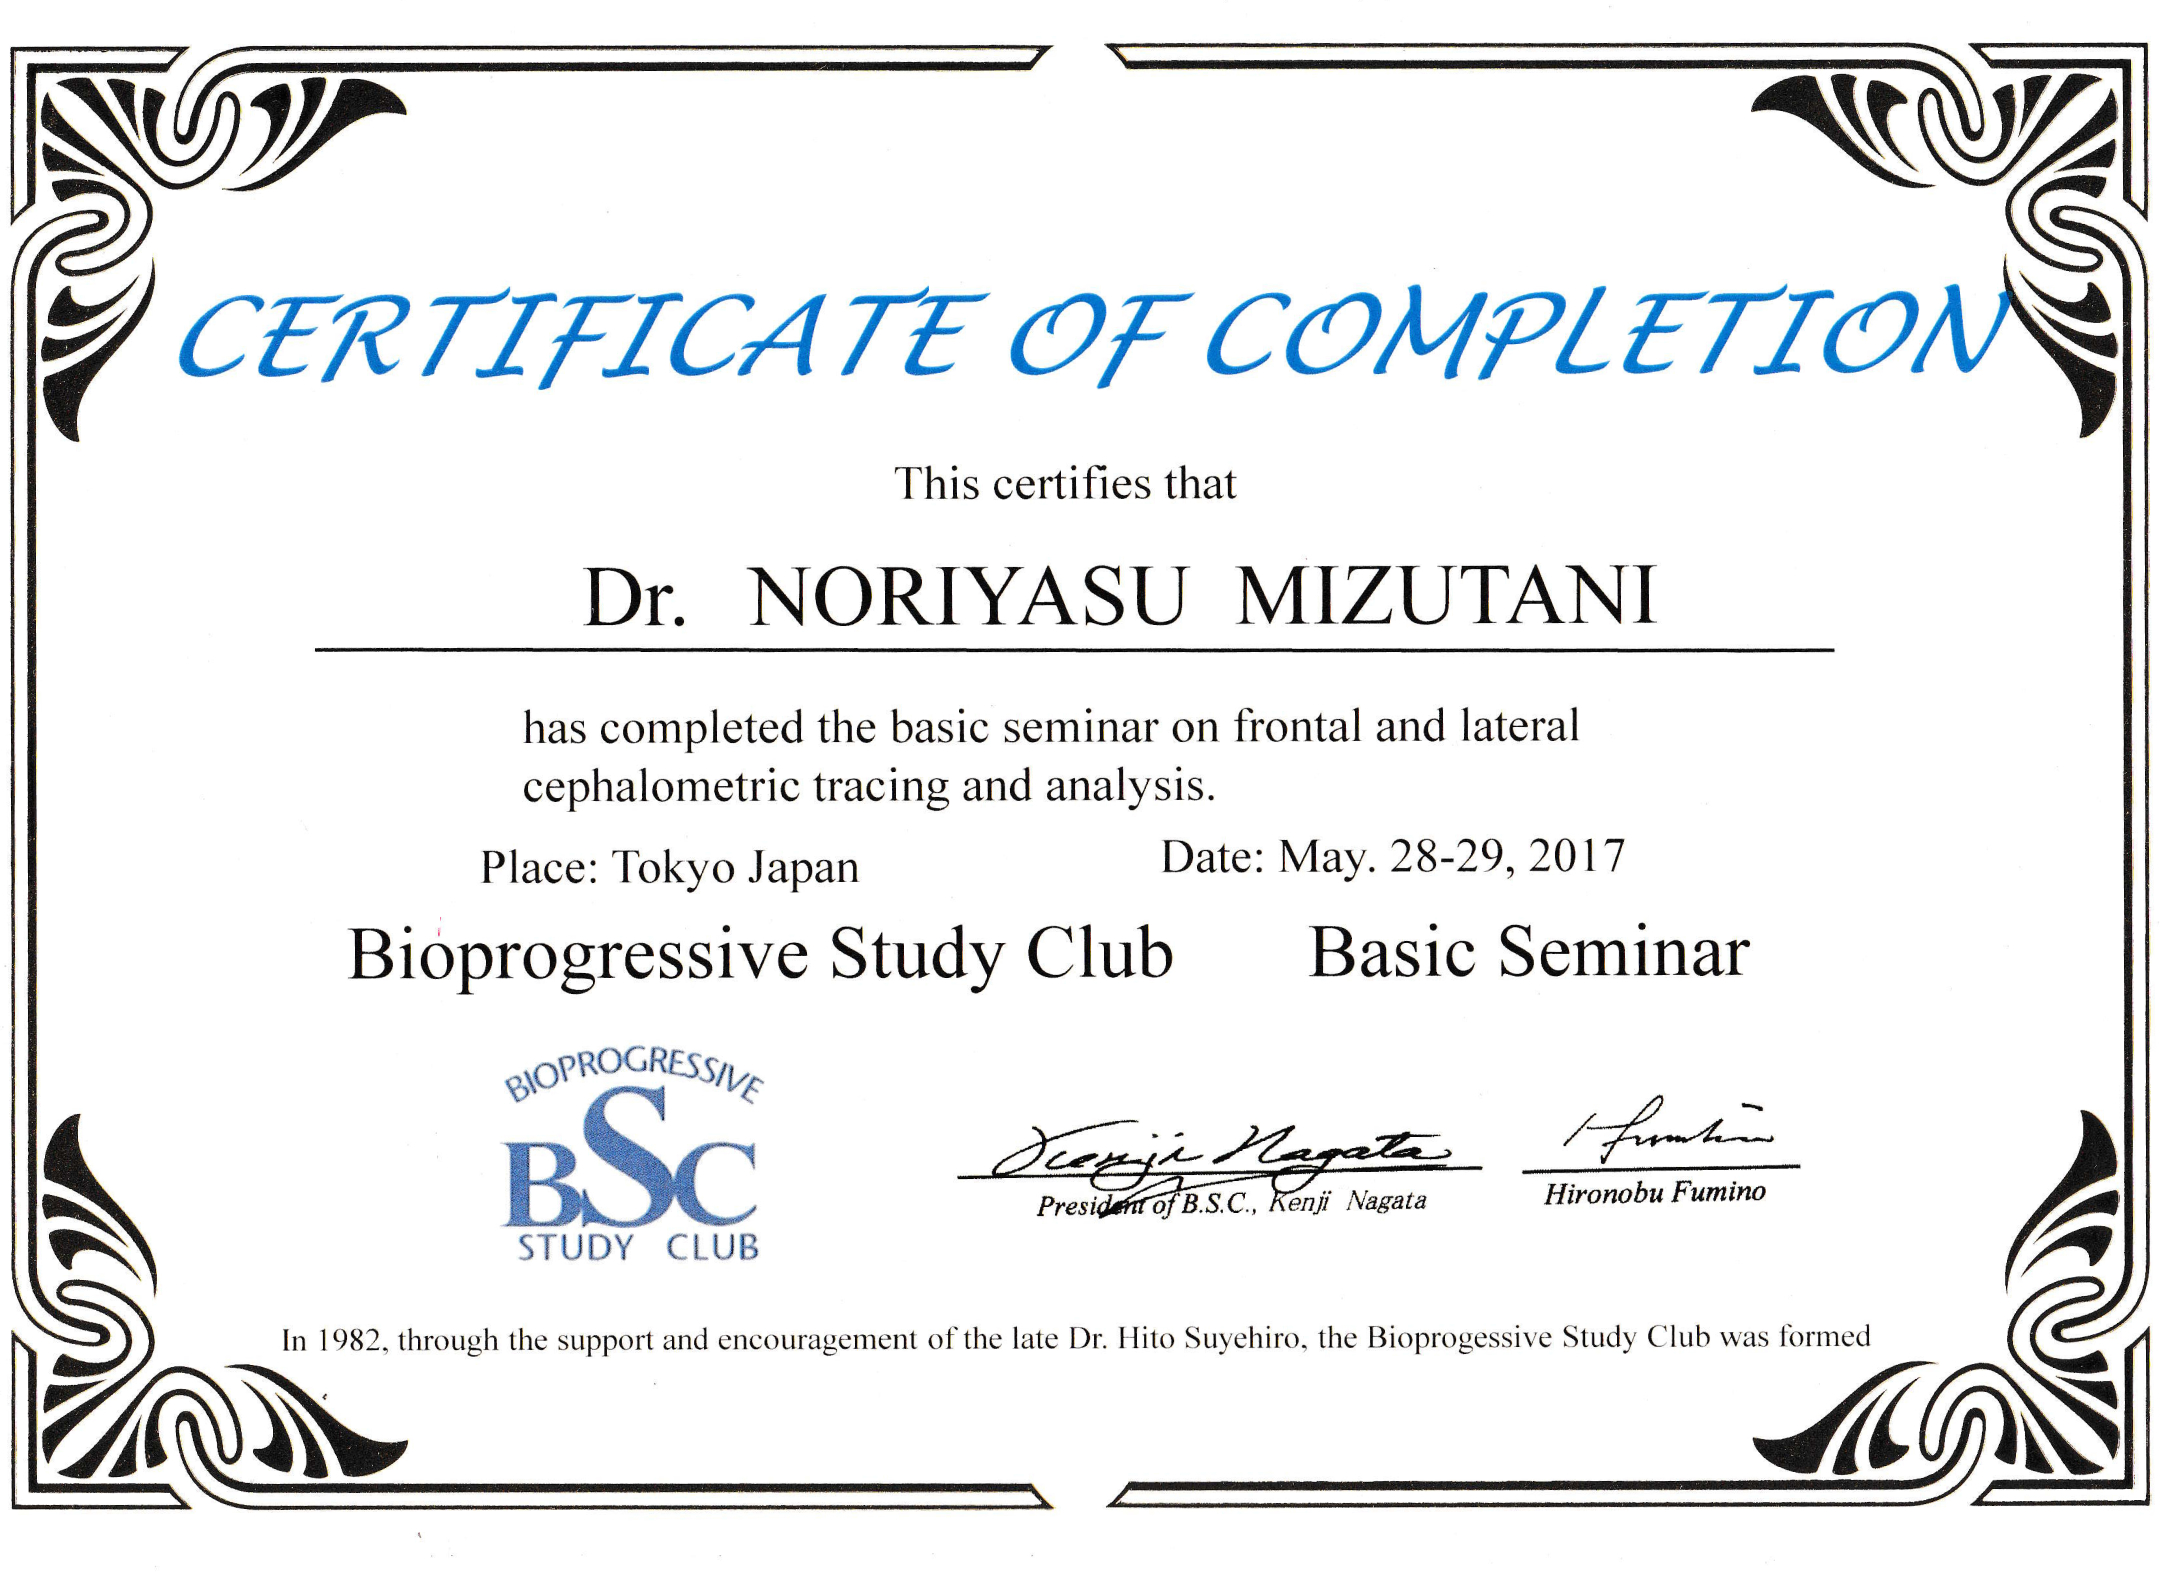 CERTIFICATE OF COMPLETION
This certifies that
Dr. NORIYASU MIZUTANI
has completed the basic seminar on frontal and lateral
cephalometric tracing and analysis.
Place: Tokyo Japan
Date: May. 28-29, 2017
Bioprogressive Study Club
Basic Seminar
BIOPROGRESSIVE
BSC
STUDY CLUB
Kenji Nagata
President of B.S.C., Kenji Nagata
HFumino
Hironobu Fumino
In 1982, through the support and encouragement of the late Dr. Hito Suyehiro, the Bioprogessive Study Club was formed